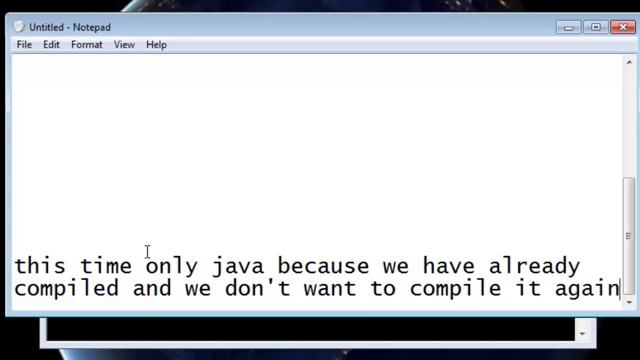 Untitled - Notepad
File Edit Format View Help
this time only java because we have already
compiled and we don't want to compile it again